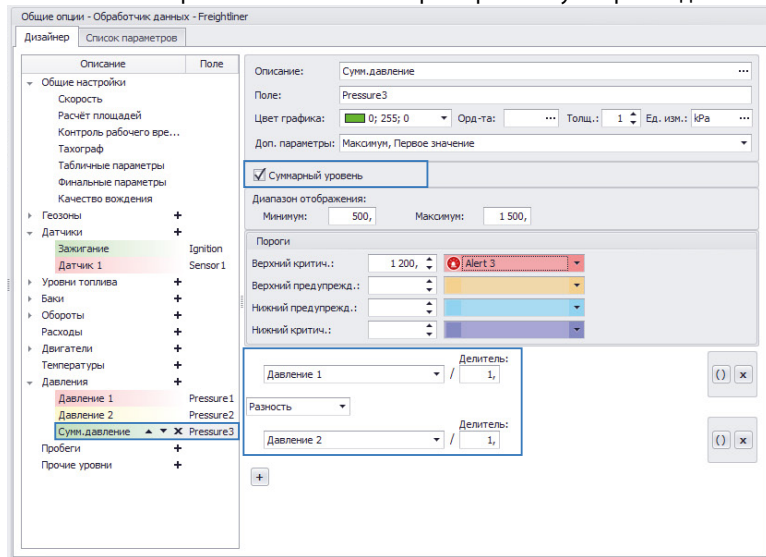 Общие опции - Обработчик данных - Freightliner
Дизайнер Список параметров
Описание Поле
Общие настройки
Скорость
Расчёт площадей
Контроль рабочего вре...
Тахограф
Табличные параметры
Финальные параметры
Качество вождения
Геозоны +
Датчики +
Зажигание Ignition
Датчик 1 Sensor1
Уровни топлива +
Баки +
Обороты +
Расходы +
Двигатели +
Температуры +
Давления +
Давление 1 Pressure1
Давление 2 Pressure2
Сумм.давление Pressure3
Пробеги +
Прочие уровни +
Описание: Сумм.давление ...
Поле: Pressure3
Цвет графика: 0; 255; 0 Орд-та: ... Толщ.: 1 Ед. изм.: kPa ...
Доп. параметры: Максимум, Первое значение
Суммарный уровень
Диапазон отображения:
Минимум: 500, Максимум: 1 500,
Пороги
Верхний критич.: 1 200, Alert 3
Верхний предупрежд.:
Нижний предупрежд.:
Нижний критич.:
Делитель:
Давление 1 / 1, () x
Разность
Делитель:
Давление 2 / 1, () x
+